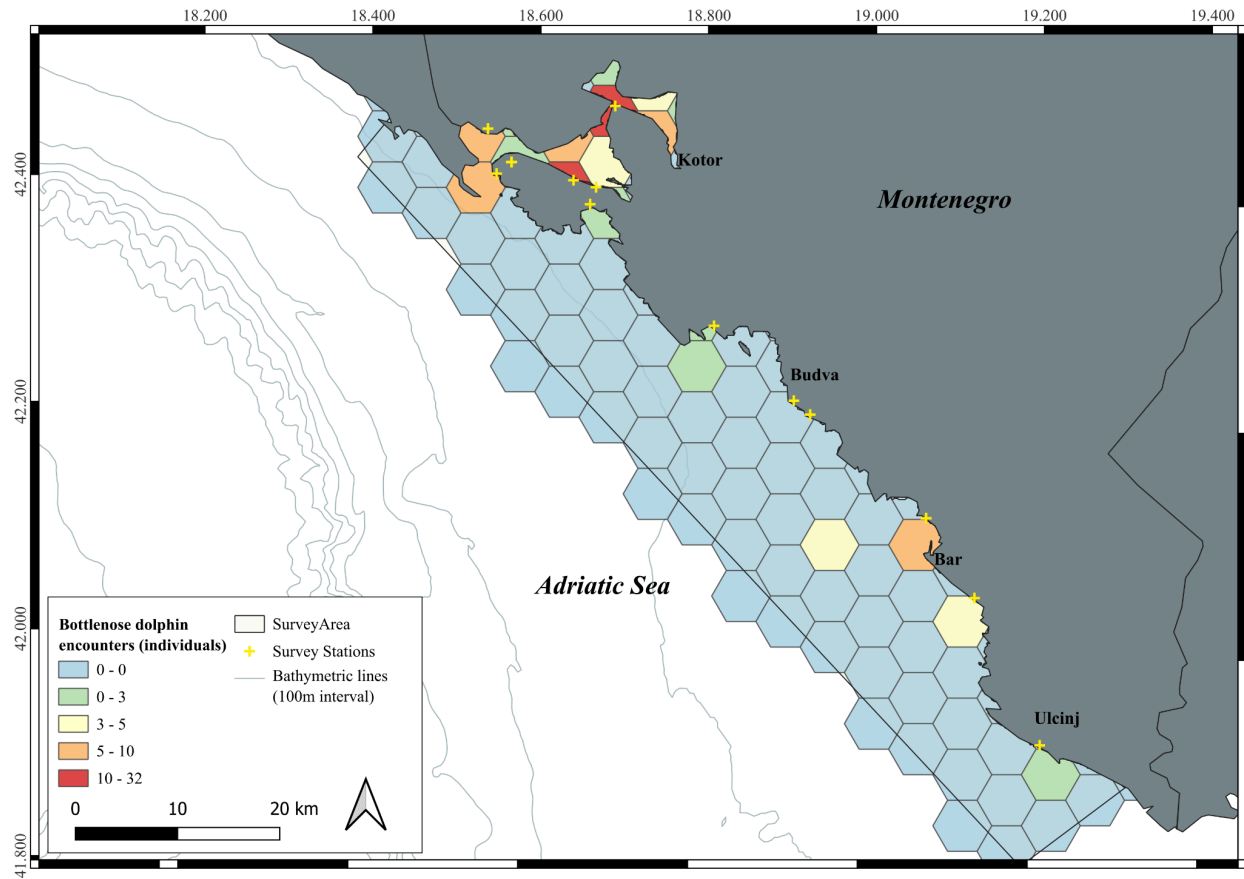 18.200 18.400 18.600 18.800 19.000 19.200 19.400
42.400
42.200
42.000
41.800
Kotor
Montenegro
Budva
Bar
Adriatic Sea
Ulcinj
Bottlenose dolphin
encounters (individuals)
0 - 0
0 - 3
3 - 5
5 - 10
10 - 32
SurveyArea
Survey Stations
Bathymetric lines
(100m interval)
0 10 20 km